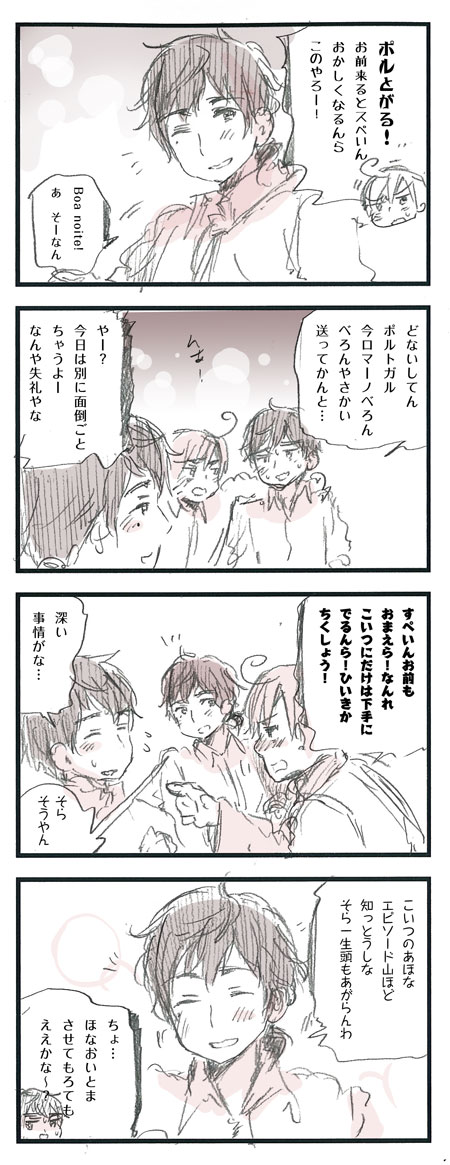 ポルとがる！
お前来るとスペいん
おかしくなるんら
このやろー！
Boa noite!
あ　そーなん
どないしてん
ポルトガル
今ロマーノべろん
べろんやさかい
送ってかんと…
やー？
今日は別に面倒ごと
ちゃうよー
なんや失礼やな
すぺいんお前も
おまえら！なんれ
こいつにだけは下手に
でるんら！ひいきか
ちくしょう！
深い
事情がな…
そら
そうやん
こいつのあほな
エピソード山ほど
知っとうしな
そら一生頭もあがらんわ
ちょ…
ほなおいとま
させてもろても
ええかな～？